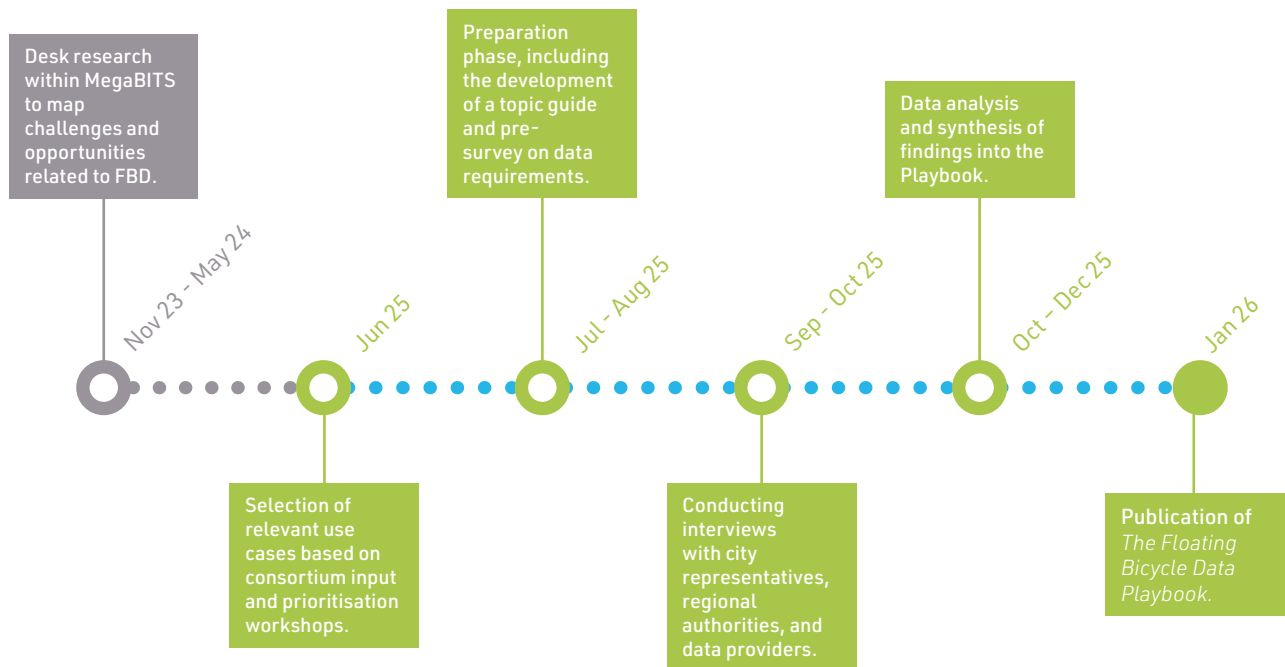 Desk research
within MegaBITS
to map
challenges and
opportunities
related to FBD.
Nov 23 - May 24
Selection of
relevant use
cases based on
consortium input
and prioritisation
workshops.
Jun 25
Preparation
phase, including
the development
of a topic guide
and pre-
survey on data
requirements.
Jul - Aug 25
Conducting
interviews
with city
representatives,
regional
authorities, and
data providers.
Sep - Oct 25
Data analysis
and synthesis of
findings into the
Playbook.
Oct – Dec 25
Publication of
The Floating
Bicycle Data
Playbook.
Jan 26